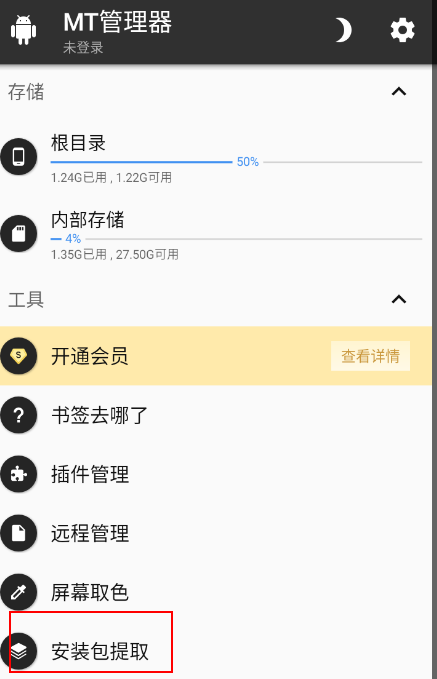 MT管理器
未登录
存储
根目录
50%
1.24G已用 , 1.22G可用
内部存储
4%
1.35G已用 , 27.50G可用
工具
S
开通会员 查看详情
?
书签去哪了
插件管理
远程管理
屏幕取色
安装包提取